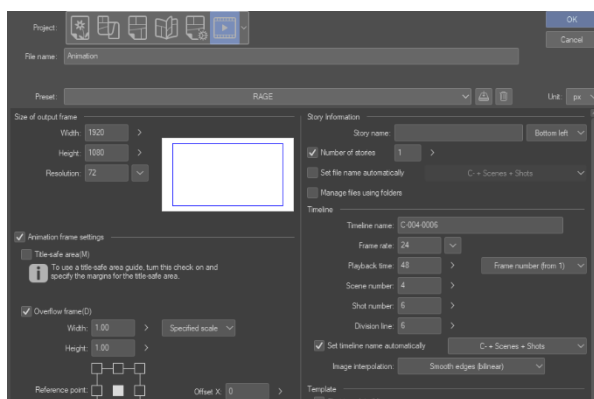 Project:
OK
Cancel
File name: Animation
Preset: RAGE Unit: px
Size of output frame
Width: 1920
Height: 1080
Resolution: 72
Animation frame settings
Title-safe area(M)
To use a title-safe area guide, turn this check on and
specify the margins for the title-safe area.
Overflow frame(D)
Width: 1.00 Specified scale
Height: 1.00
Reference point: Offset X: 0
Story Information
Story name: Bottom left
Number of stories 1
Set file name automatically C- + Scenes + Shots
Manage files using folders
Timeline
Timeline name: C-004-0006
Frame rate: 24
Playback time: 48 Frame number (from 1)
Scene number: 4
Shot number: 6
Division line: 6
Set timeline name automatically C- + Scenes + Shots
Image interpolation: Smooth edges (bilinear)
Template